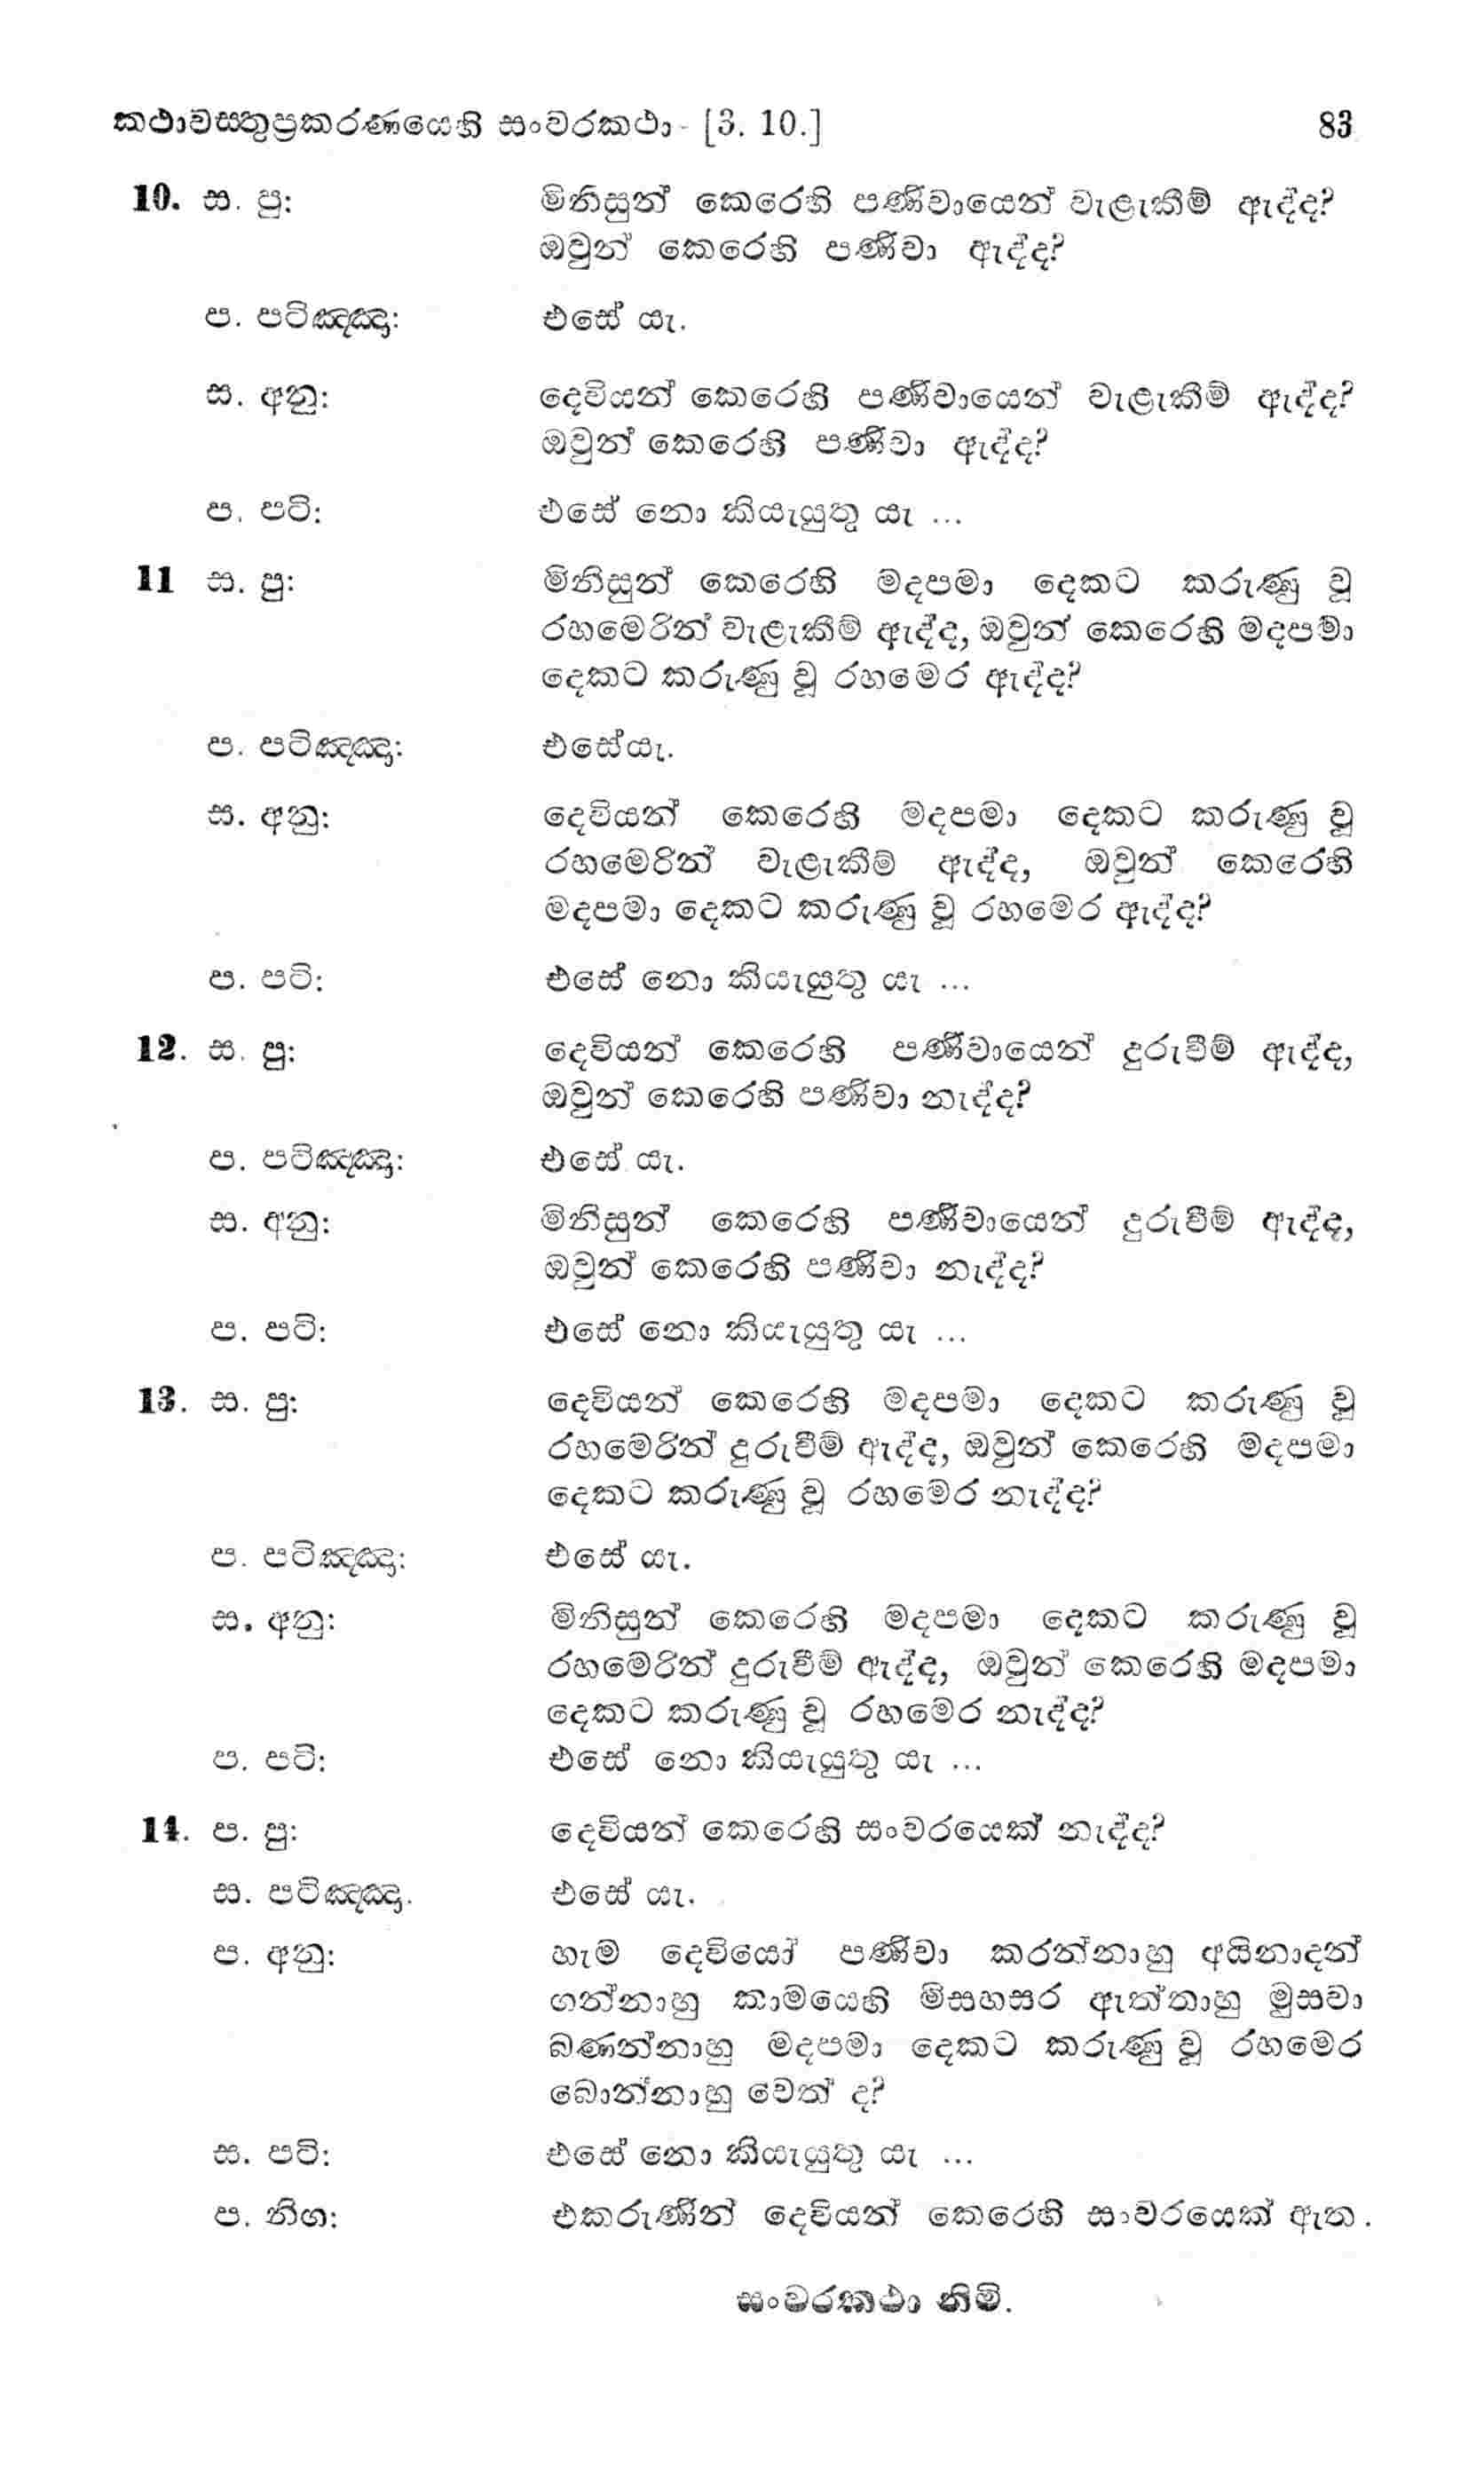 කථාවස්තුප්‍රකරණයෙහි සංවරකථා - [3. 10.] 83
10. ස. පු: මිනිසුන් කෙරෙහි පණිවායෙන් වැළැකීම් ඇද්ද?
ඔවුන් කෙරෙහි පණිවා ඇද්ද?
ප. පටිඤ්ඤා: එසේ යැ.
ස. අනු: දෙවියන් කෙරෙහි පණිවායෙන් වැළැකීම් ඇද්ද?
ඔවුන් කෙරෙහි පණිවා ඇද්ද?
ප. පටි: එසේ නො කියැයුතු යැ ...
11 ස. පු: මිනිසුන් කෙරෙහි මදපමා දෙකට කරුණු වූ
රහමෙරින් වැළැකීම් ඇද්ද, ඔවුන් කෙරෙහි මදපමා
දෙකට කරුණු වූ රහමෙර ඇද්ද?
ප. පටිඤ්ඤා: එසේයැ.
ස. අනු: දෙවියන් කෙරෙහි මදපමා දෙකට කරුණු වූ
රහමෙරින් වැළැකීම් ඇද්ද, ඔවුන් කෙරෙහි
මදපමා දෙකට කරුණු වූ රහමෙර ඇද්ද?
ප. පටි: එසේ නො කියැයුතු යැ ...
12. ස. පු: දෙවියන් කෙරෙහි පණිවායෙන් දුරුවීම් ඇද්ද,
ඔවුන් කෙරෙහි පණිවා නැද්ද?
ප. පටිඤ්ඤා: එසේ යැ.
ස. අනු: මිනිසුන් කෙරෙහි පණිවායෙන් දුරුවීම් ඇද්ද,
ඔවුන් කෙරෙහි පණිවා නැද්ද?
ප. පටි: එසේ නො කියැයුතු යැ ...
13. ස. පු: දෙවියන් කෙරෙහි මදපමා දෙකට කරුණු වූ
රහමෙරින් දුරුවීම් ඇද්ද, ඔවුන් කෙරෙහි මදපමා
දෙකට කරුණු වූ රහමෙර නැද්ද?
ප. පටිඤ්ඤා: එසේ යැ.
ස. අනු: මිනිසුන් කෙරෙහි මදපමා දෙකට කරුණු වූ
රහමෙරින් දුරුවීම් ඇද්ද, ඔවුන් කෙරෙහි මදපමා
දෙකට කරුණු වූ රහමෙර නැද්ද?
ප. පටි: එසේ නො කියැයුතු යැ ...
14. ප. පු: දෙවියන් කෙරෙහි සංවරයෙක් නැද්ද?
ස. පටිඤ්ඤා. එසේ යැ.
ප. අනු: හැම දෙවියෝ පණිවා කරන්නාහු අයිනාදන්
ගන්නාහු කාමයෙහි මිසහසර ඇත්තාහු මුසවා
බණන්නාහු මදපමා දෙකට කරුණු වූ රහමෙර
බොන්නාහු වෙත් ද?
ස. පටි: එසේ නො කියැයුතු යැ ...
ප. නිග: එකරුණින් දෙවියන් කෙරෙහි සංවරයෙක් ඇත.
සංවරකථා නිමි.